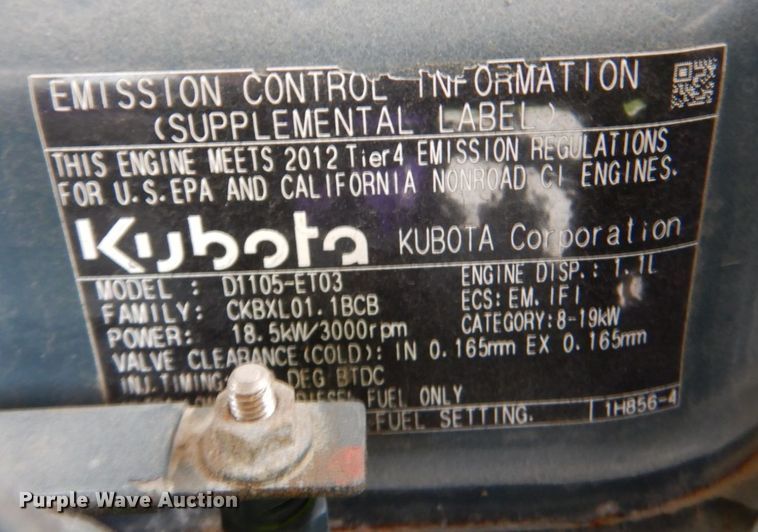 EMISSION CONTROL INFORMATION
(SUPPLEMENTAL LABEL)
THIS ENGINE MEETS 2012 Tier4 EMISSION REGULATIONS
FOR U.S.EPA AND CALIFORNIA NONROAD CI ENGINES.
Kubota KUBOTA Corporation
MODEL : D1105-ET03 ENGINE DISP.: 1.1L
FAMILY: CKBXL01.1BCB ECS: EM, IFI
POWER: 18.5kW/3000rpm CATEGORY:8-19kW
VALVE CLEARANCE(COLD): IN 0.165mm EX 0.165mm
INJ.TIMING DEG BTDC
FUEL ONLY
FUEL SETTING. 1H856-4
Purple Wave Auction